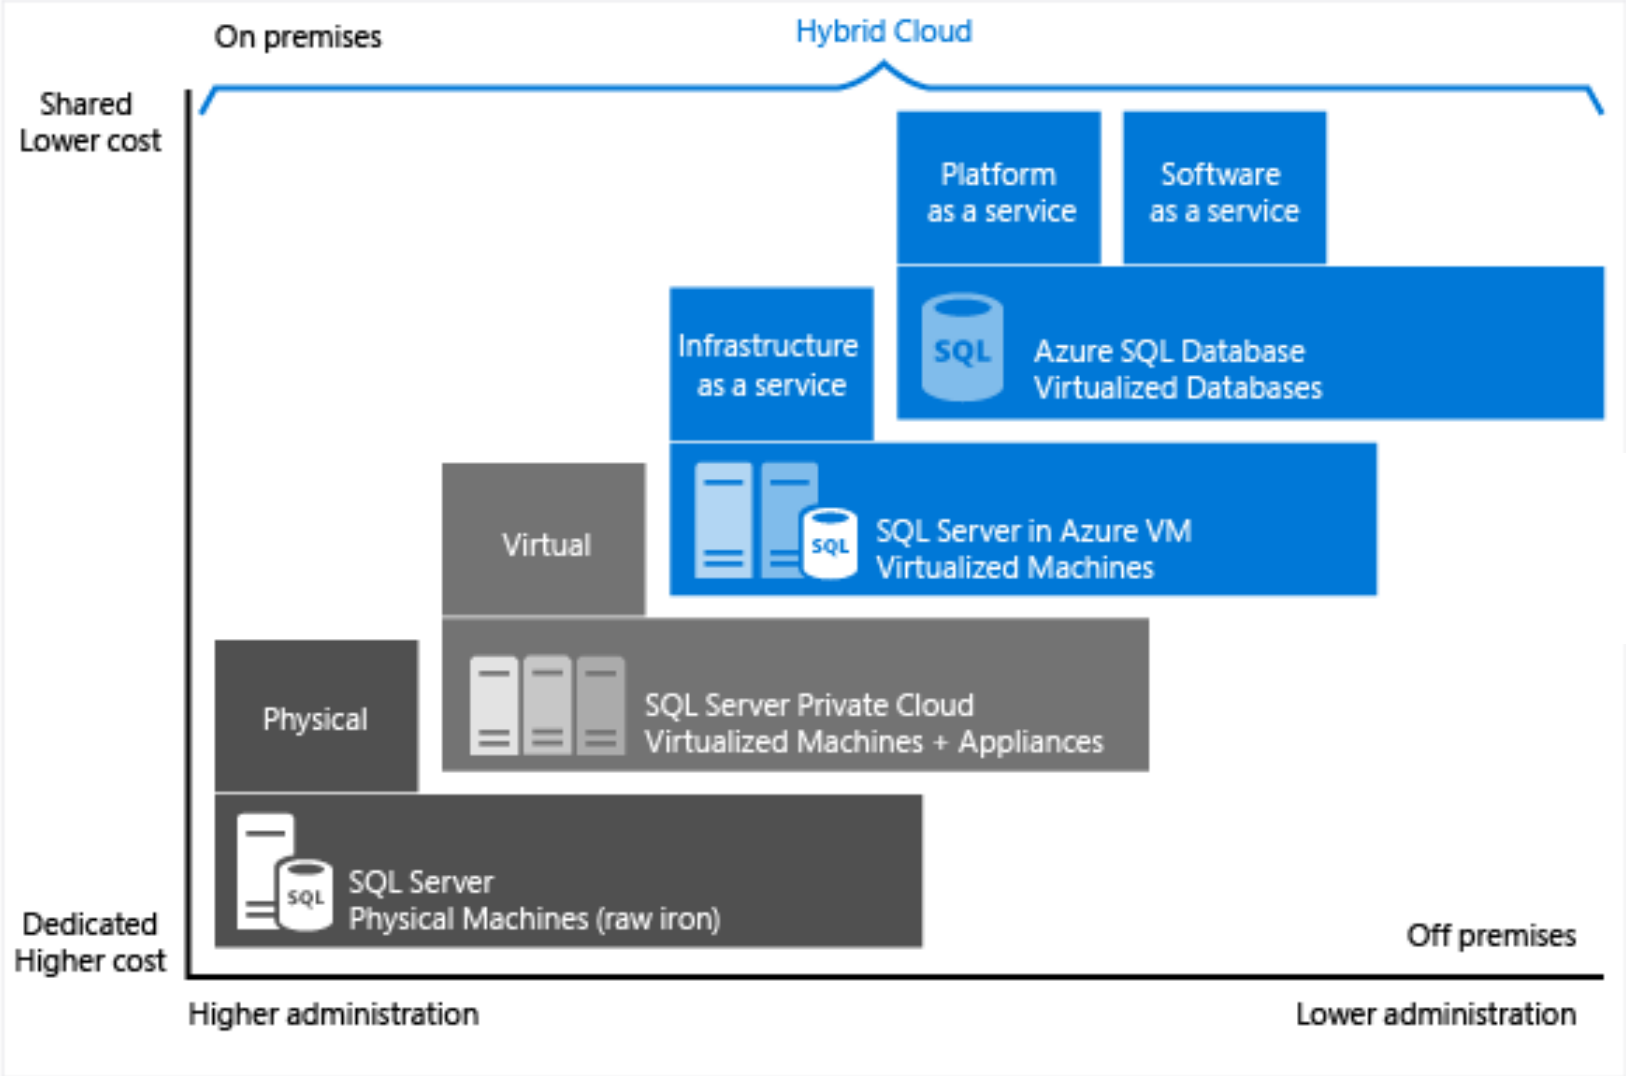 On premises
Hybrid Cloud
Shared
Lower cost
Platform
as a service
Software
as a service
SQL
Azure SQL Database
Virtualized Databases
Infrastructure
as a service
SQL
SQL Server in Azure VM
Virtualized Machines
Virtual
SQL Server Private Cloud
Virtualized Machines + Appliances
Physical
SQL
SQL Server
Physical Machines (raw iron)
Dedicated
Higher cost
Off premises
Higher administration
Lower administration